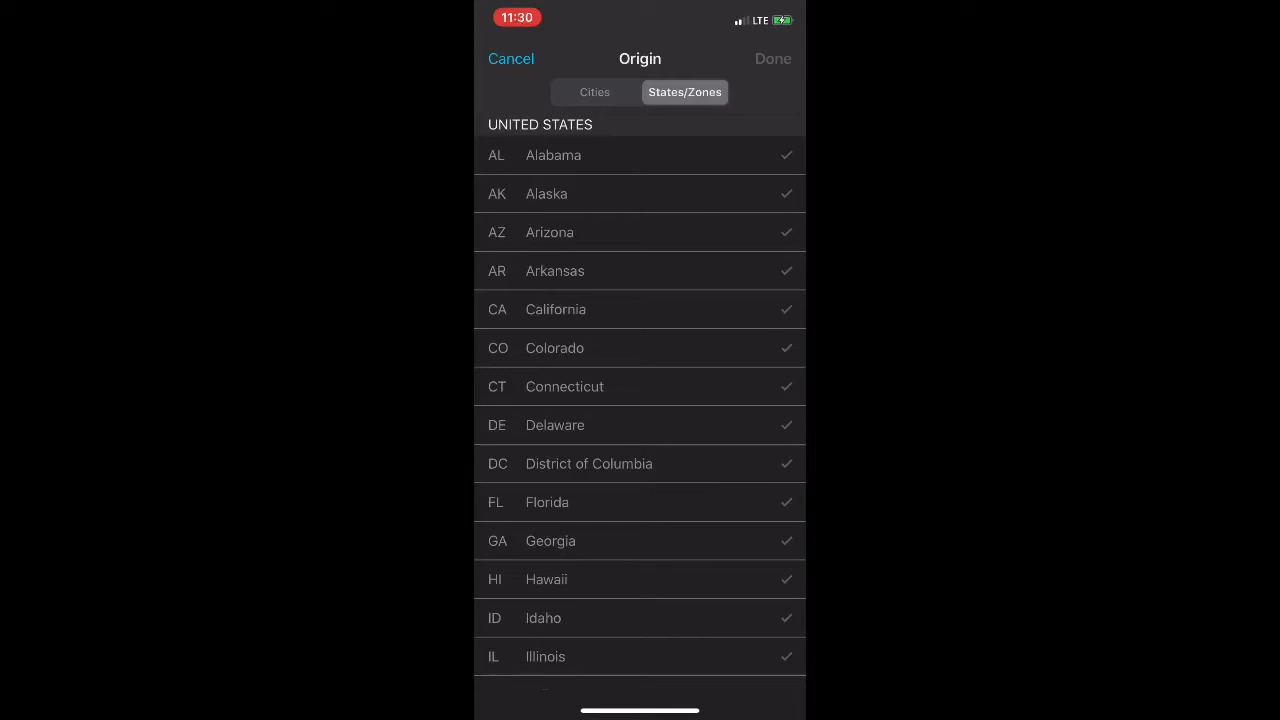 11:30 LTE
Cancel Origin Done
Cities States/Zones
UNITED STATES
AL Alabama
AK Alaska
AZ Arizona
AR Arkansas
CA California
CO Colorado
CT Connecticut
DE Delaware
DC District of Columbia
FL Florida
GA Georgia
HI Hawaii
ID Idaho
IL Illinois